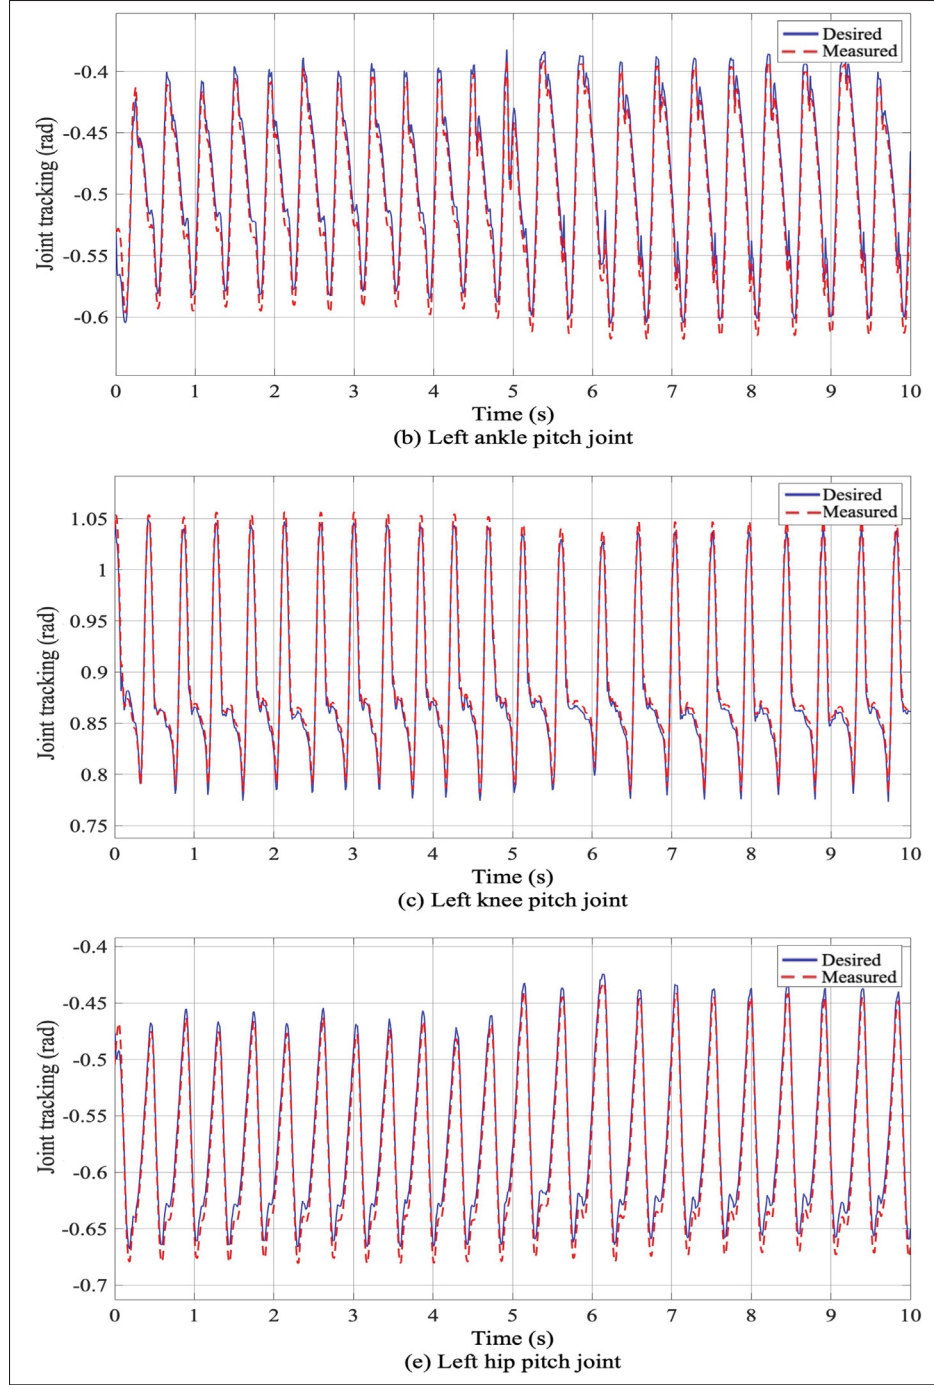 Desired
Measured
Joint tracking (rad)
-0.4
-0.45
-0.5
-0.55
-0.6
0 1 2 3 4 5 6 7 8 9 10
Time (s)
(b) Left ankle pitch joint
Desired
Measured
Joint tracking (rad)
1.05
1
0.95
0.9
0.85
0.8
0.75
0 1 2 3 4 5 6 7 8 9 10
Time (s)
(c) Left knee pitch joint
Desired
Measured
Joint tracking (rad)
-0.4
-0.45
-0.5
-0.55
-0.6
-0.65
-0.7
0 1 2 3 4 5 6 7 8 9 10
Time (s)
(e) Left hip pitch joint